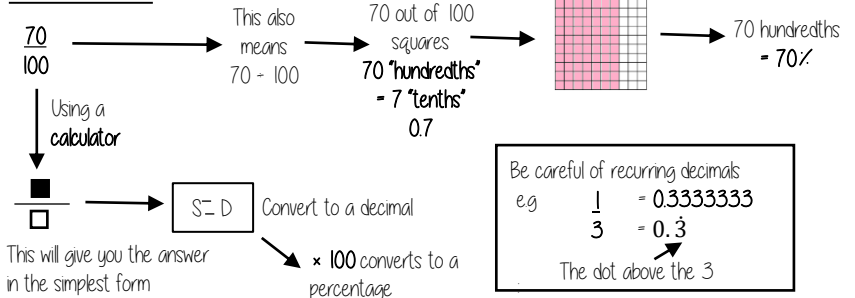 70
100
This also
means
70 ÷ 100
70 out of 100
squares
70 "hundredths"
= 7 "tenths"
0.7
70 hundredths
= 70%
Using a
calculator
S⇔D
Convert to a decimal
This will give you the answer
in the simplest form
× 100 converts to a
percentage
Be careful of recurring decimals
e.g
1
3
= 0.3333333
= 0.3̇
The dot above the 3